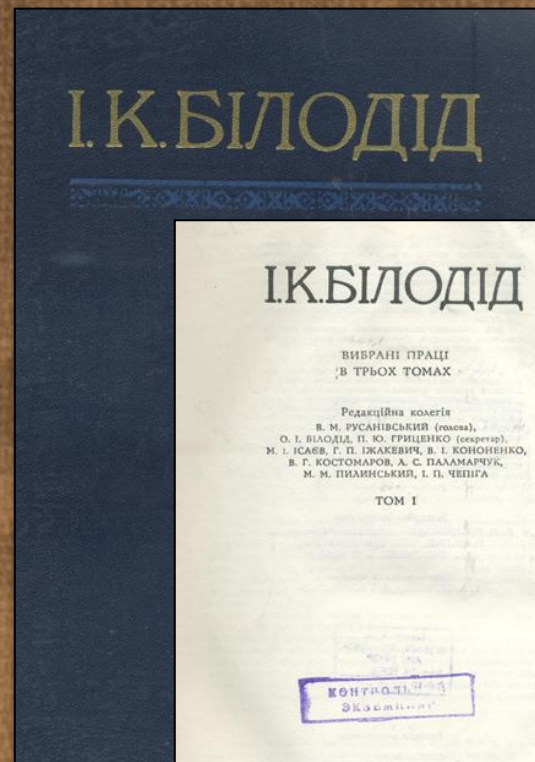 І.К.БІЛОДІД
І.К.БІЛОДІД
ВИБРАНІ ПРАЦІ
В ТРЬОХ ТОМАХ
Редакційна колегія
В. М. РУСАНІВСЬКИЙ (голова),
О. І. БІЛОДІД, П. Ю. ГРИЦЕНКО (секретар),
М. І. ІСАЄВ, Г. П. ЇЖАКЕВИЧ, В. І. КОНОНЕНКО,
В. Г. КОСТОМАРОВ, Л. С. ПАЛАМАРЧУК,
М. М. ПИЛИНСЬКИЙ, І. П. ЧЕПІГА
ТОМ І